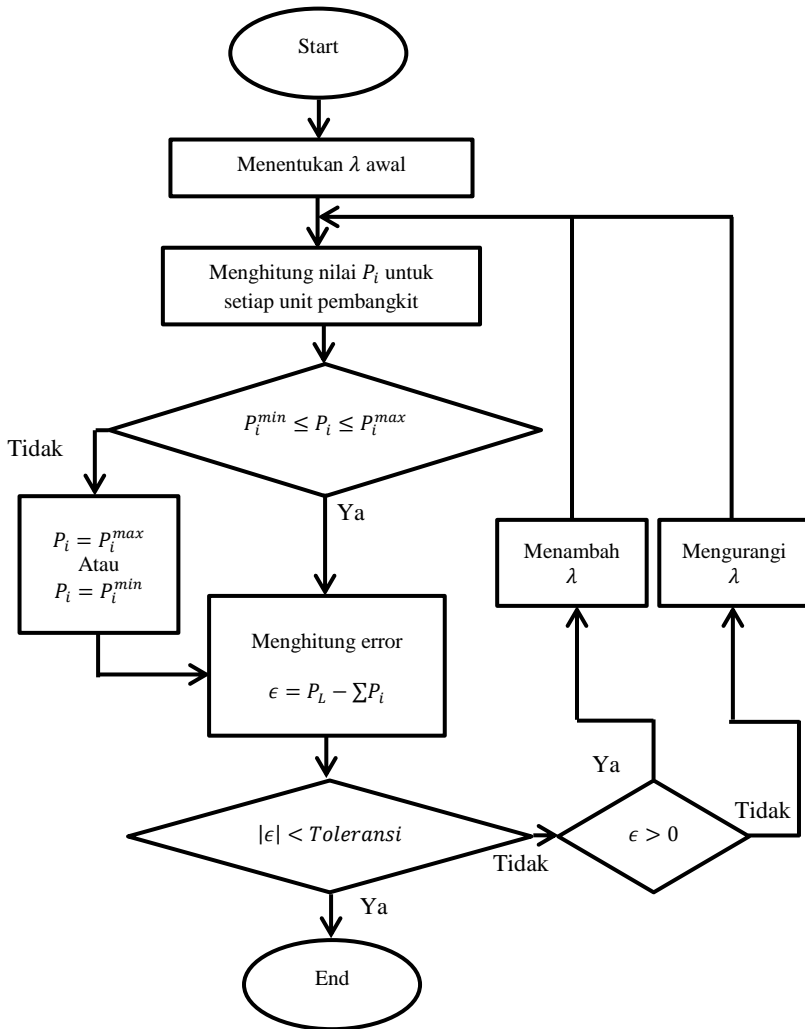 Start
Menentukan λ awal
Menghitung nilai P_i untuk
setiap unit pembangkit
P_i^{min} ≤ P_i ≤ P_i^{max}
Tidak
Ya
P_i = P_i^{max}
Atau
P_i = P_i^{min}
Menambah
λ
Mengurangi
λ
Menghitung error
ϵ = P_L − ∑P_i
Ya
Tidak
|ϵ| < Toleransi
ϵ > 0
Tidak
Ya
End